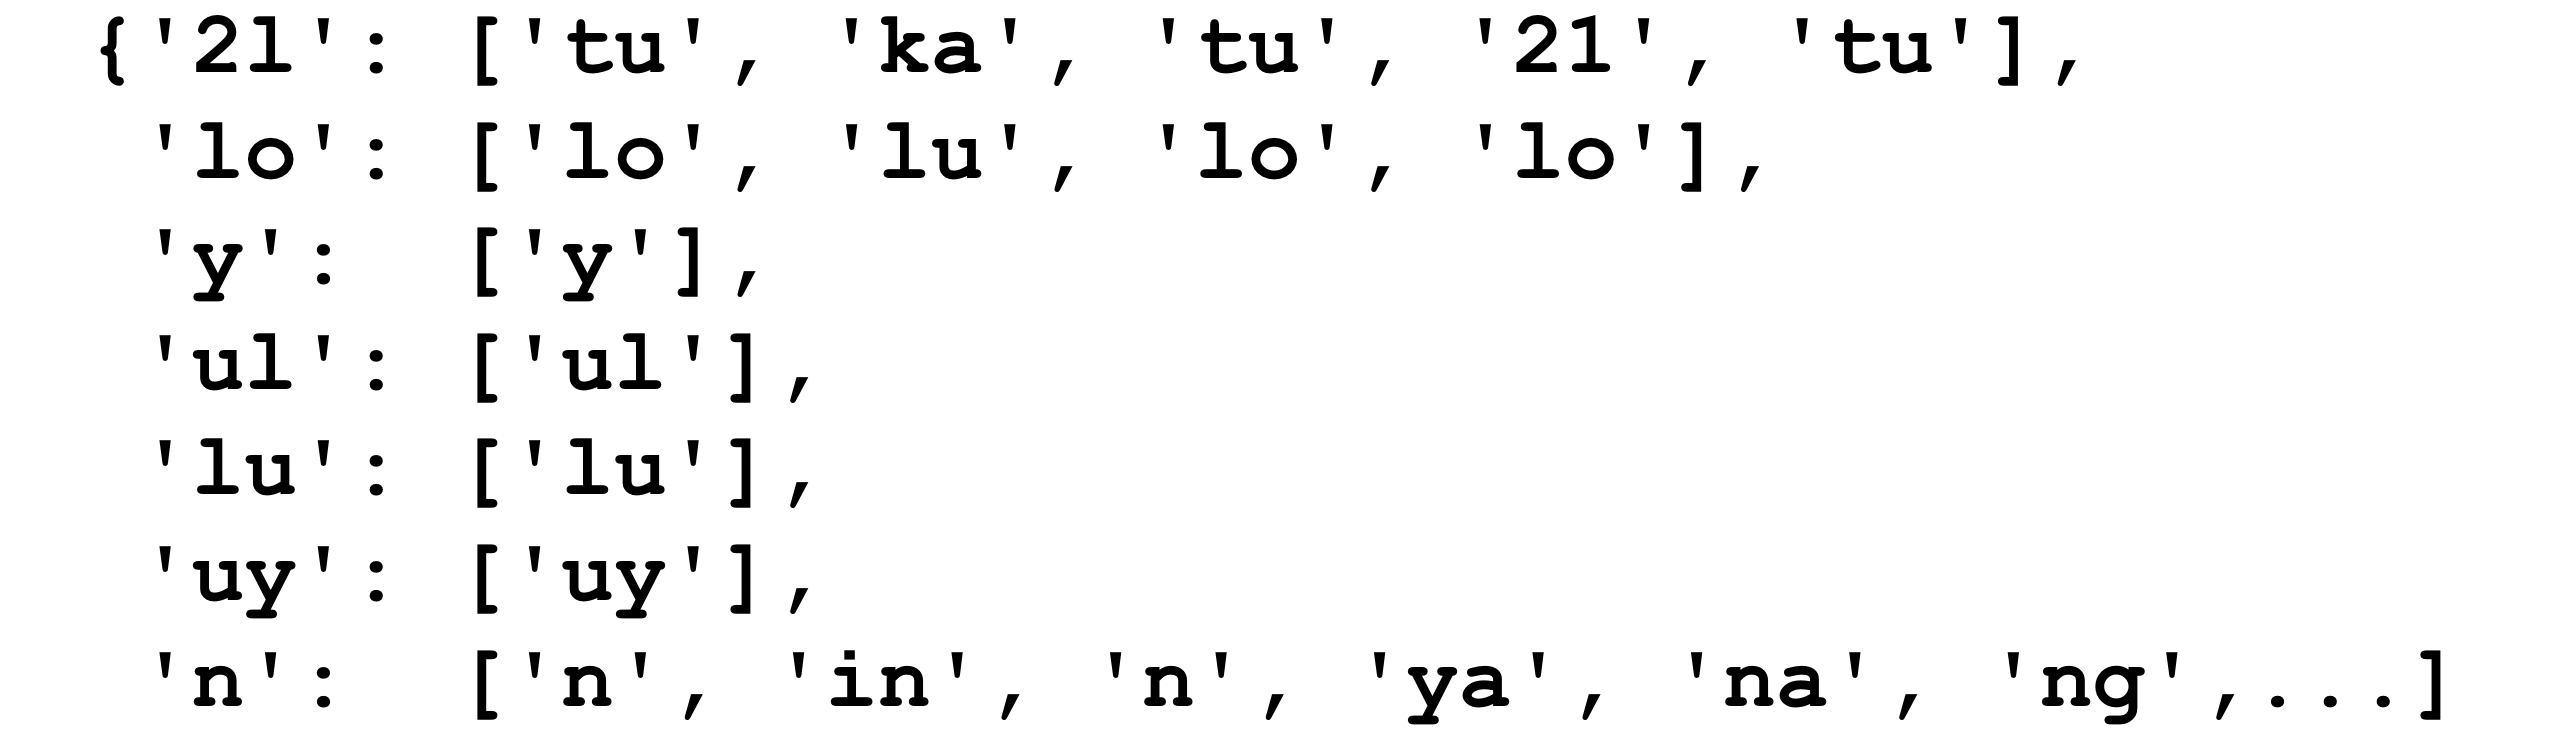 {'2l': ['tu', 'ka', 'tu', '21', 'tu'],
'lo': ['lo', 'lu', 'lo', 'lo'],
'y':  ['y'],
'ul': ['ul'],
'lu': ['lu'],
'uy': ['uy'],
'n':  ['n', 'in', 'n', 'ya', 'na', 'ng',...]